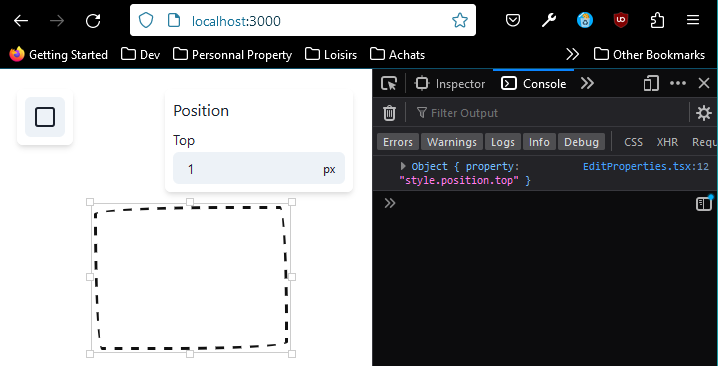 localhost:3000
Getting Started Dev Personnal Property Loisirs Achats Other Bookmarks
Inspector Console
Filter Output
Errors Warnings Logs Info Debug CSS XHR Requ
Object { property: EditProperties.tsx:12
"style.position.top" }
Position
Top
1 px